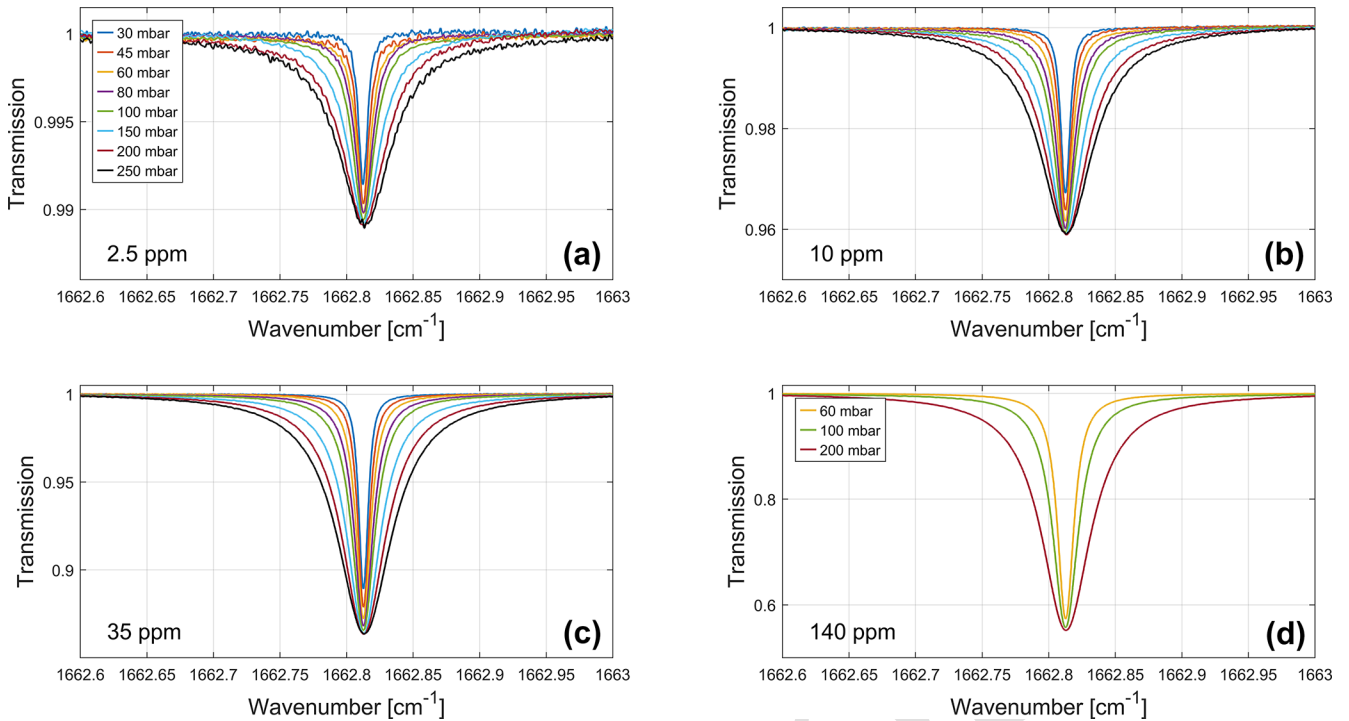 1
0.995
0.99
Transmission
30 mbar
45 mbar
60 mbar
80 mbar
100 mbar
150 mbar
200 mbar
250 mbar
2.5 ppm
(a)
1662.6 1662.65 1662.7 1662.75 1662.8 1662.85 1662.9 1662.95 1663
Wavenumber [cm-1]
1
0.98
0.96
Transmission
10 ppm
(b)
1662.6 1662.65 1662.7 1662.75 1662.8 1662.85 1662.9 1662.95 1663
Wavenumber [cm-1]
1
0.95
0.9
Transmission
35 ppm
(c)
1662.6 1662.65 1662.7 1662.75 1662.8 1662.85 1662.9 1662.95 1663
Wavenumber [cm-1]
1
0.8
0.6
Transmission
60 mbar
100 mbar
200 mbar
140 ppm
(d)
1662.6 1662.65 1662.7 1662.75 1662.8 1662.85 1662.9 1662.95 1663
Wavenumber [cm-1]